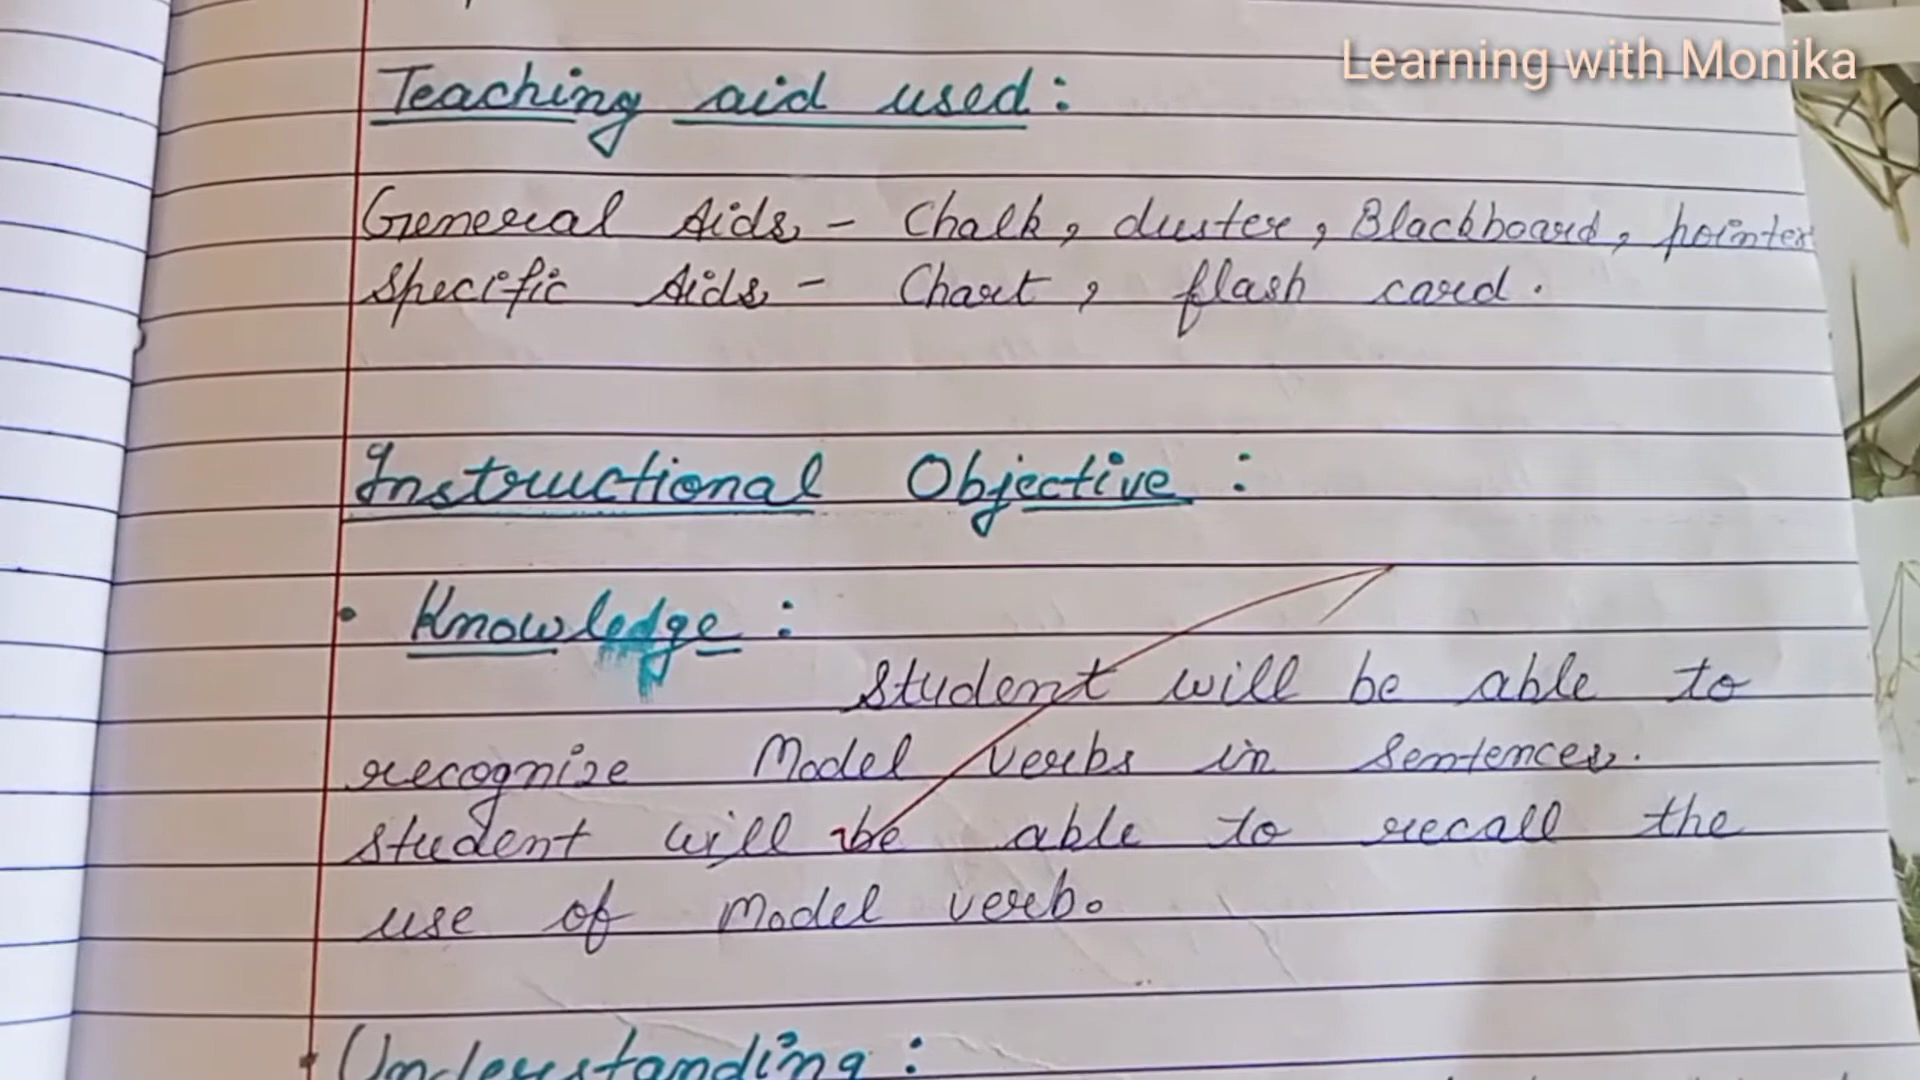 Learning with Monika
Teaching aid used:
General Aids - Chalk, duster, Blackboard, pointer
Specific Aids - Chart, flash card.
Instructional Objective:
• Knowledge:
Student will be able to
recognize Model verbs in sentences.
student will be able to recall the
use of Model verb.
• Understanding: